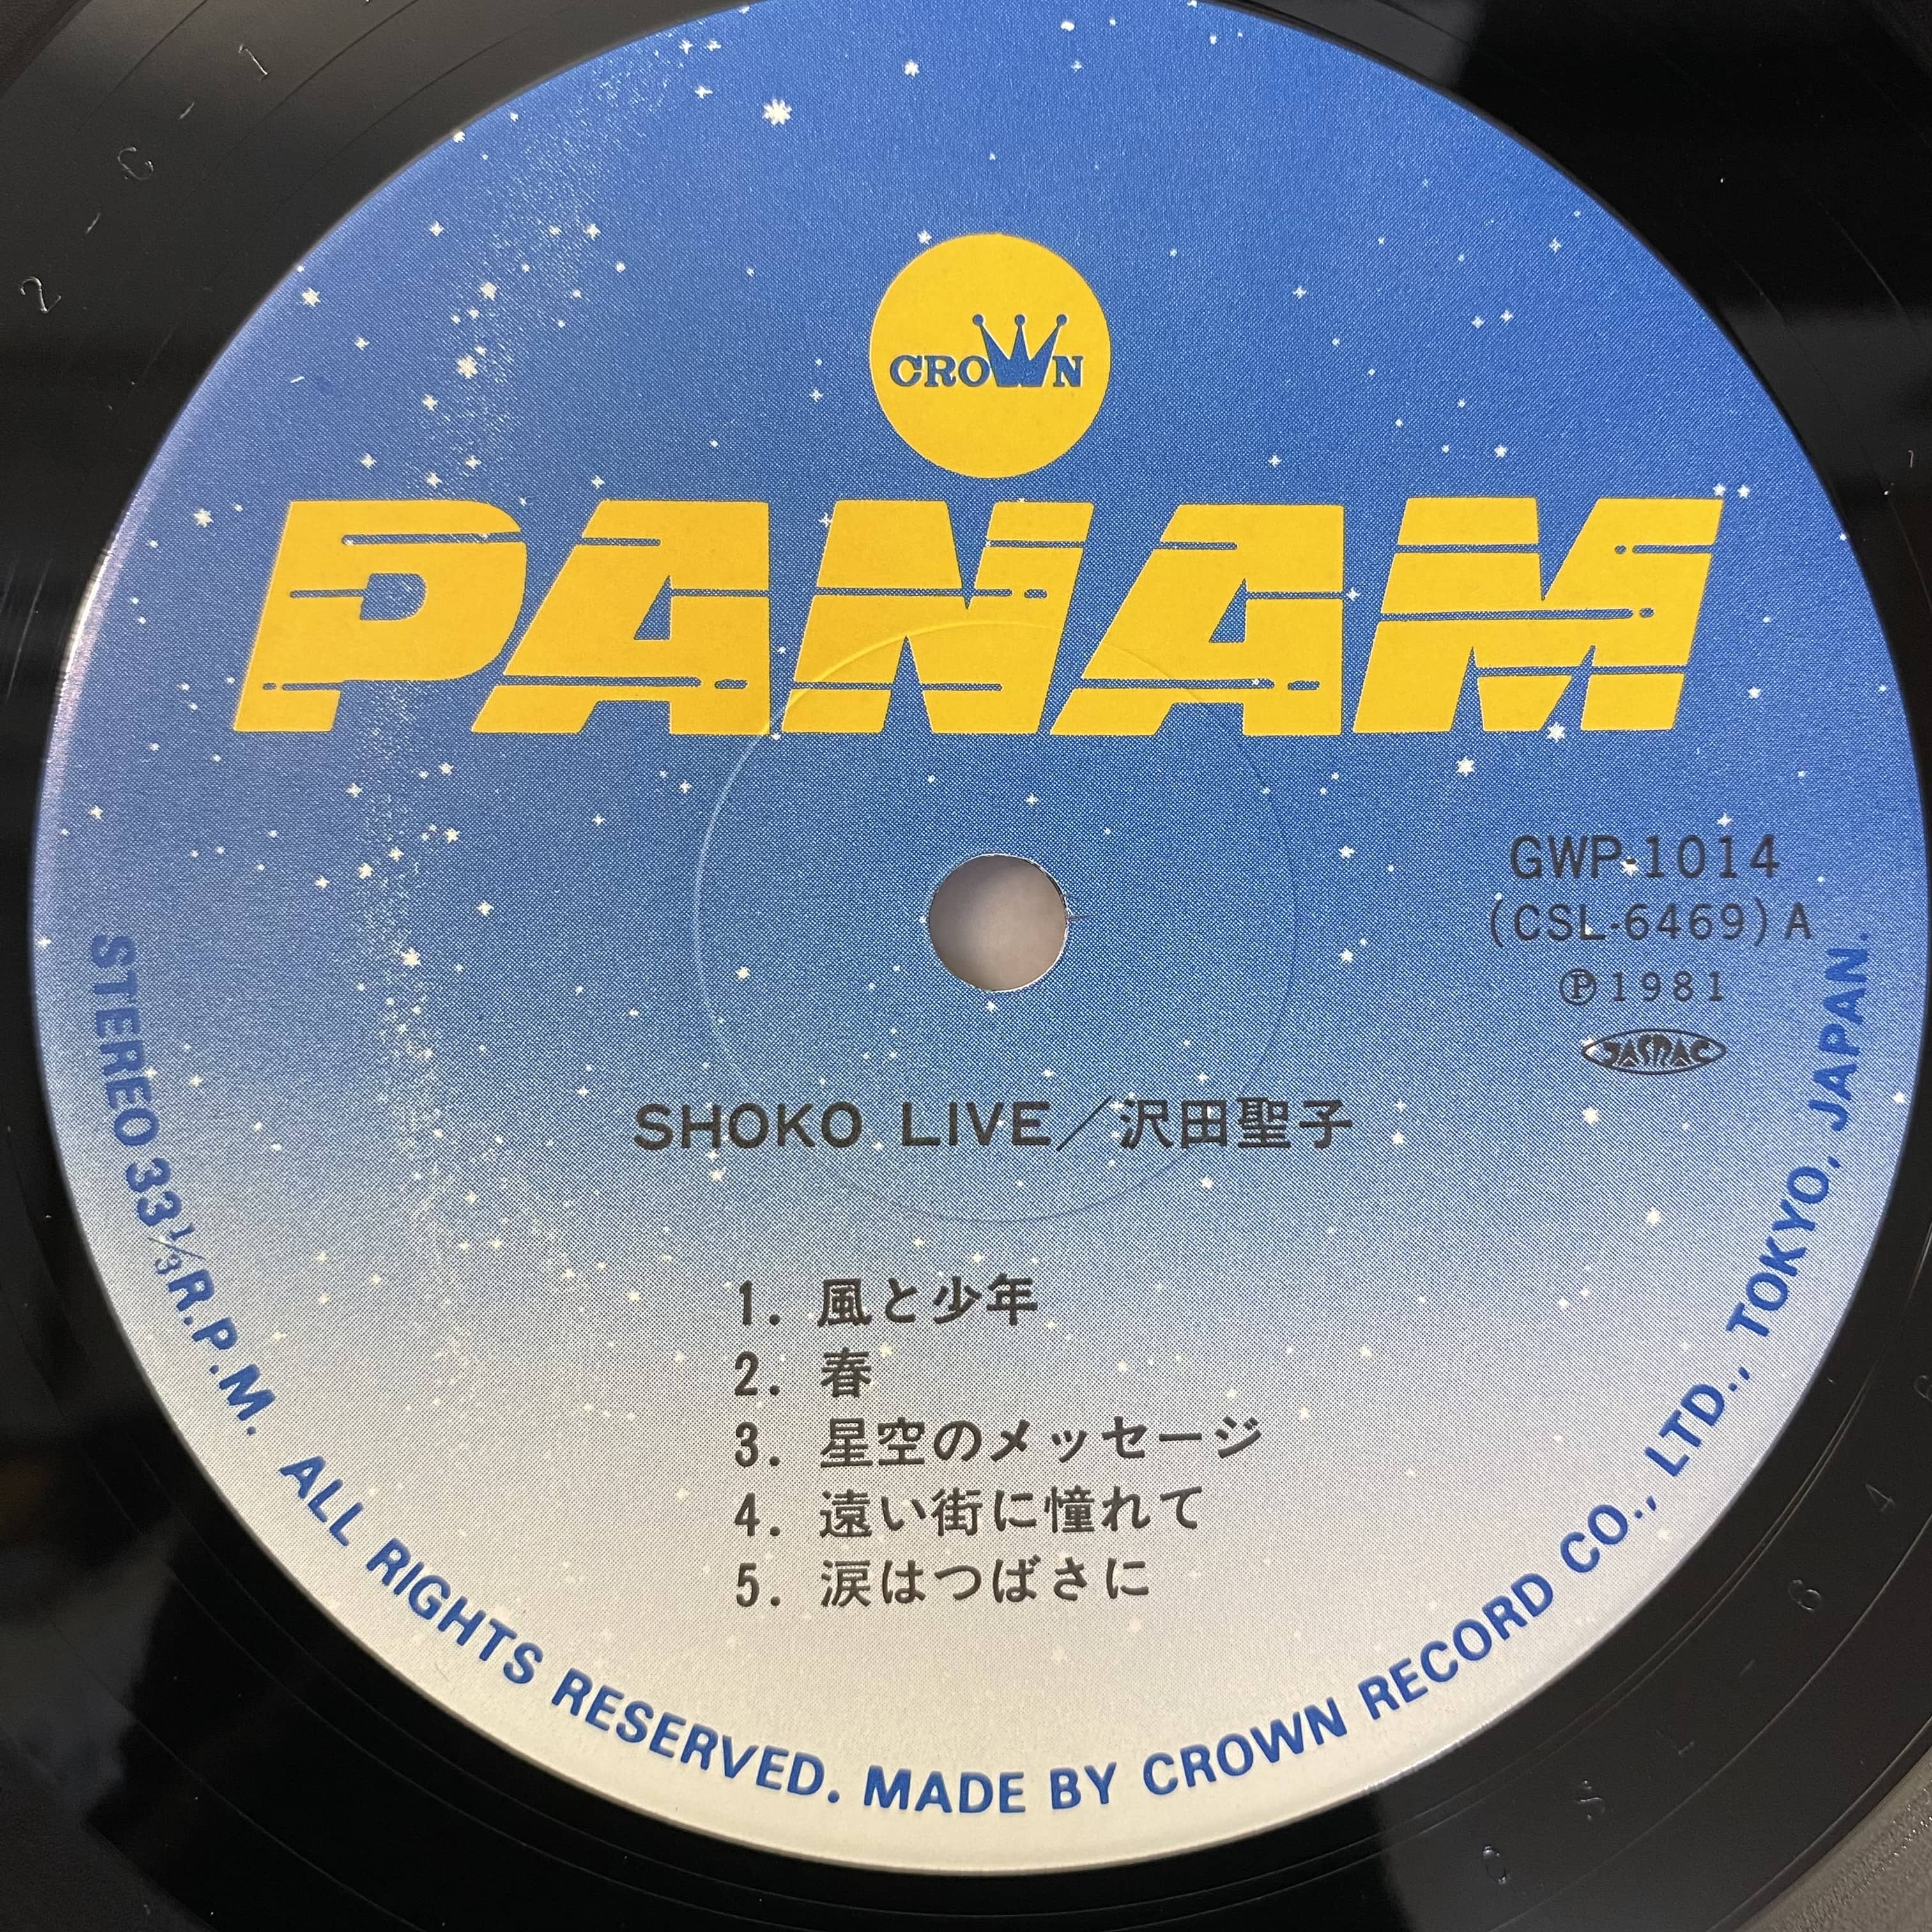 CROWN
PANAM
GWP-1014
(CSL-6469) A
Ⓟ1981
JASRAC
SHOKO LIVE／沢田聖子
1. 風と少年
2. 春
3. 星空のメッセージ
4. 遠い街に憧れて
5. 涙はつばさに
STEREO 33⅓R.P.M. ALL RIGHTS RESERVED. MADE BY CROWN RECORD CO., LTD., TOKYO, JAPAN.